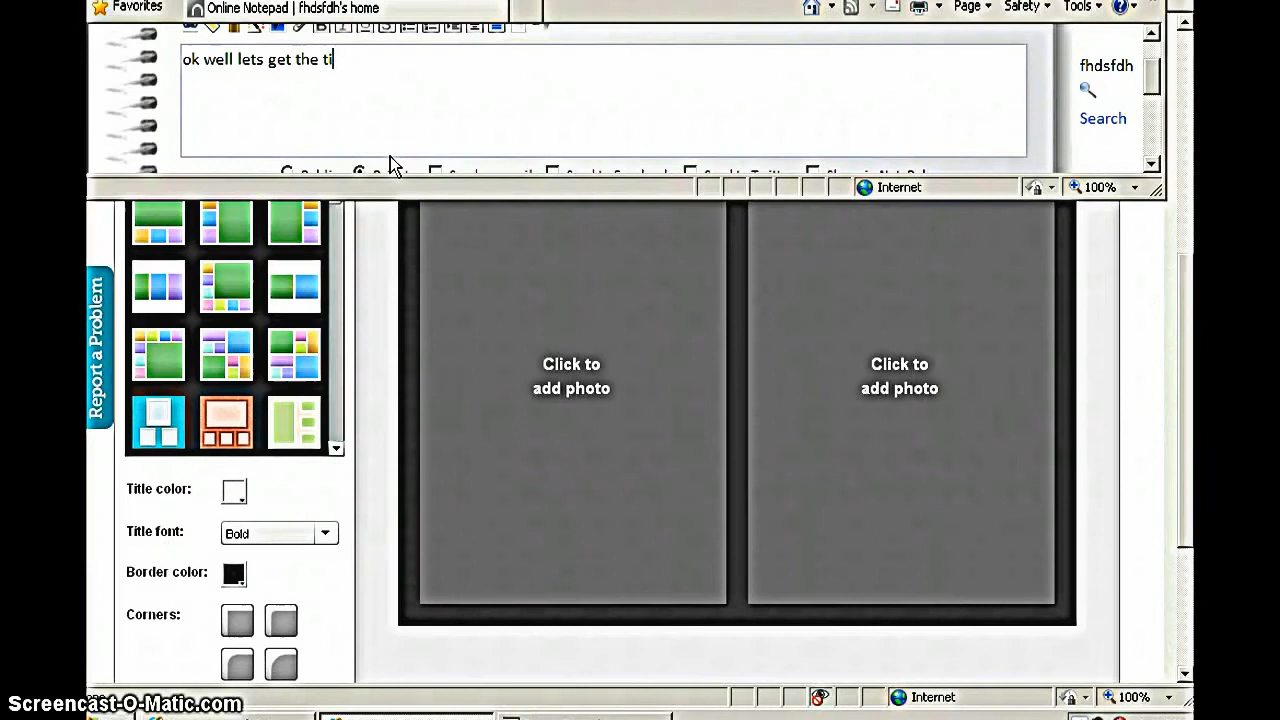 Favorites
Online Notepad | fhdsfdh's home
Page
Safety
Tools
ok well lets get the ti
fhdsfdh
Search
Internet
100%
Report a Problem
Click to
add photo
Click to
add photo
Title color:
Title font:
Bold
Border color:
Corners:
Internet
100%
Screencast-O-Matic.com